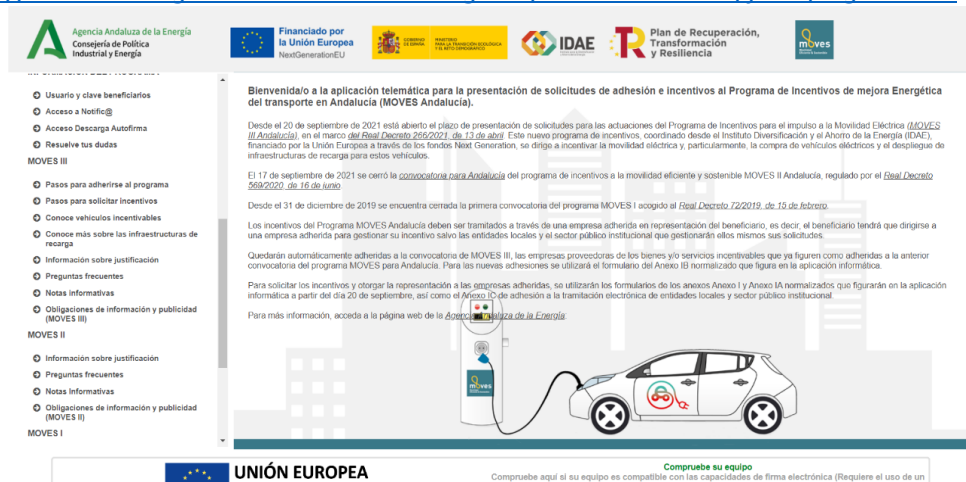 Agencia Andaluza de la Energía
Consejería de Política
Industrial y Energía
Financiado por
la Unión Europea
NextGenerationEU
GOBIERNO
DE ESPAÑA
MINISTERIO
PARA LA TRANSICIÓN ECOLÓGICA
Y EL RETO DEMOGRÁFICO
IDAE
Plan de Recuperación,
Transformación
y Resiliencia
moves
Usuario y clave beneficiarios
Acceso a Notific@
Acceso Descarga Autofirma
Resuelve tus dudas
MOVES III
Pasos para adherirse al programa
Pasos para solicitar incentivos
Conoce vehículos incentivables
Conoce más sobre las infraestructuras de
recarga
Información sobre justificación
Preguntas frecuentes
Notas informativas
Obligaciones de información y publicidad
(MOVES III)
MOVES II
Información sobre justificación
Preguntas frecuentes
Notas Informativas
Obligaciones de información y publicidad
(MOVES II)
MOVES I
Bienvenida/o a la aplicación telemática para la presentación de solicitudes de adhesión e incentivos al Programa de Incentivos de mejora Energética
del transporte en Andalucía (MOVES Andalucía).
Desde el 20 de septiembre de 2021 está abierto el plazo de presentación de solicitudes para las actuaciones del Programa de Incentivos para el impulso a la Movilidad Eléctrica (MOVES
III Andalucía), en el marco del Real Decreto 266/2021, de 13 de abril. Este nuevo programa de incentivos, coordinado desde el Instituto Diversificación y el Ahorro de la Energía (IDAE),
financiado por la Unión Europea a través de los fondos Next Generation, se dirige a incentivar la movilidad eléctrica y, particularmente, la compra de vehículos eléctricos y el despliegue de
infraestructuras de recarga para estos vehículos.
El 17 de septiembre de 2021 se cerró la convocatoria para Andalucía del programa de incentivos a la movilidad eficiente y sostenible MOVES II Andalucía, regulado por el Real Decreto
569/2020, de 16 de junio.
Desde el 31 de diciembre de 2019 se encuentra cerrada la primera convocatoria del programa MOVES I acogido al Real Decreto 72/2019, de 15 de febrero.
Los incentivos del Programa MOVES Andalucía deben ser tramitados a través de una empresa adherida en representación del beneficiario, es decir, el beneficiario tendrá que dirigirse a
una empresa adherida para gestionar su incentivo salvo las entidades locales y el sector público institucional que gestionarán ellos mismos sus solicitudes.
Quedarán automáticamente adheridas a la convocatoria de MOVES III, las empresas proveedoras de los bienes y/o servicios incentivables que ya figuren como adheridas a la anterior
convocatoria del programa MOVES para Andalucía. Para las nuevas adhesiones se utilizará el formulario del Anexo IB normalizado que figura en la aplicación informática.
Para solicitar los incentivos y otorgar la representación a las empresas adheridas, se utilizarán los formularios de los anexos Anexo I y Anexo IA normalizados que figurarán en la aplicación
informática a partir del día 20 de septiembre, así como el Anexo IC de adhesión a la tramitación electrónica de entidades locales y sector público institucional.
Para más información, acceda a la página web de la Agencia Andaluza de la Energía.
moves
UNIÓN EUROPEA
Compruebe su equipo
Compruebe aquí si su equipo es compatible con las capacidades de firma electrónica (Requiere el uso de un